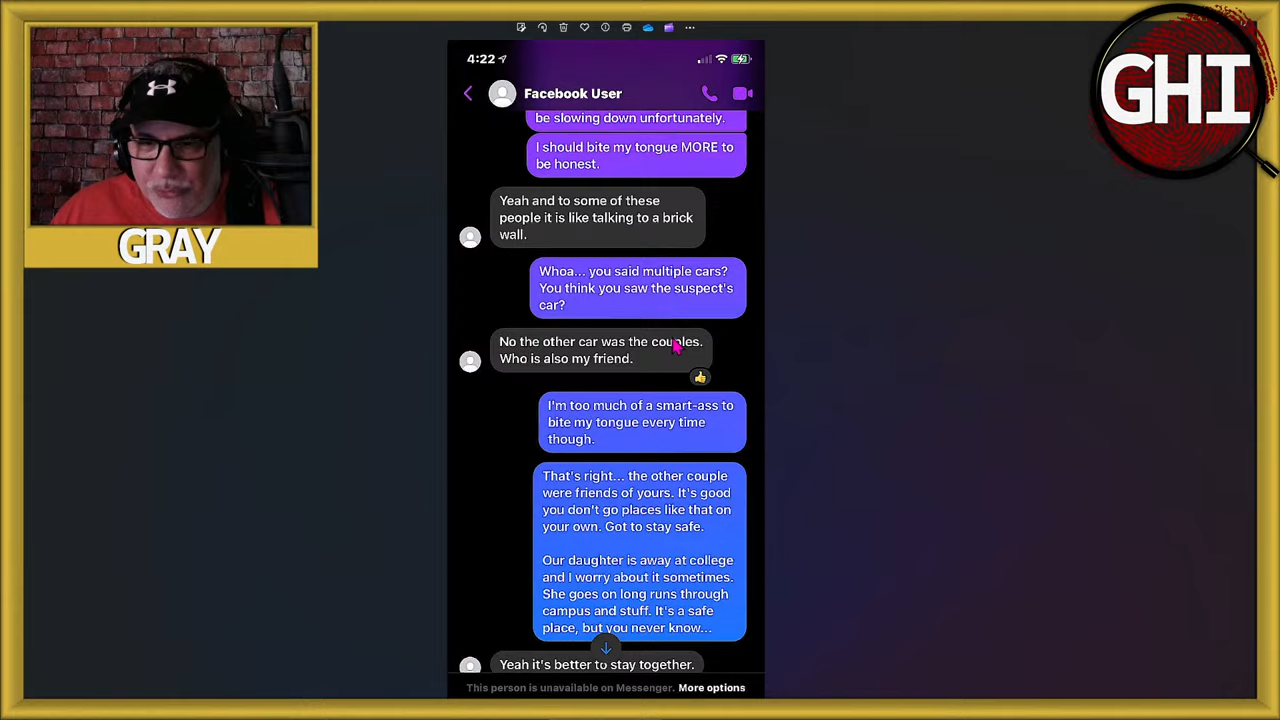 GHI
GRAY
4:22
Facebook User
be slowing down unfortunately.
I should bite my tongue MORE to
be honest.
Yeah and to some of these
people it is like talking to a brick
wall.
Whoa... you said multiple cars?
You think you saw the suspect's
car?
No the other car was the couples.
Who is also my friend.
I'm too much of a smart-ass to
bite my tongue every time
though.
That's right... the other couple
were friends of yours. It's good
you don't go places like that on
your own. Got to stay safe.
Our daughter is away at college
and I worry about it sometimes.
She goes on long runs through
campus and stuff. It's a safe
place, but you never know...
Yeah it's better to stay together.
This person is unavailable on Messenger. More options